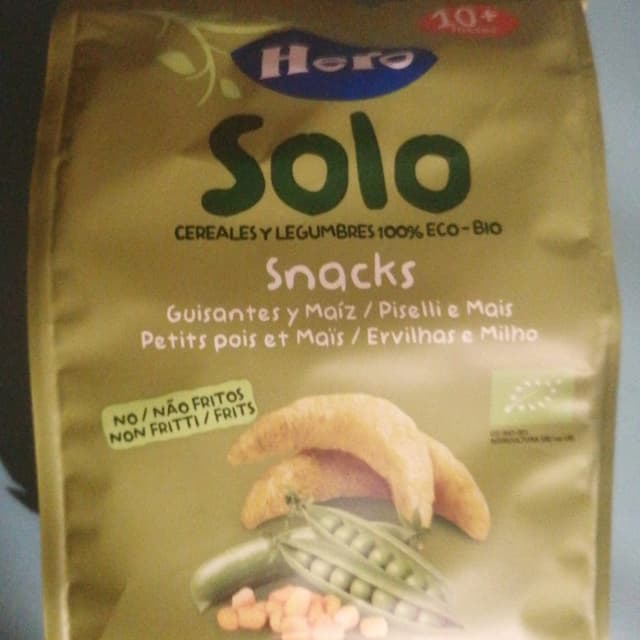 10+
Hero
Solo
CEREALES Y LEGUMBRES 100% ECO-BIO
Snacks
Guisantes y Maíz / Piselli e Mais
Petits pois et Maïs / Ervilhas e Milho
NO / NÃO FRITOS
NON FRITTI / FRITS